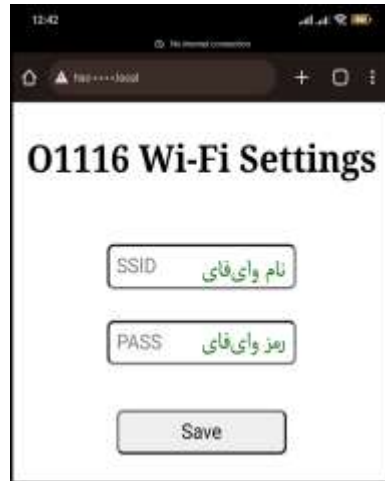 12:42
No internet connection
O1116 Wi-Fi Settings
SSID نام وای‌فای
PASS رمز وای‌فای
Save